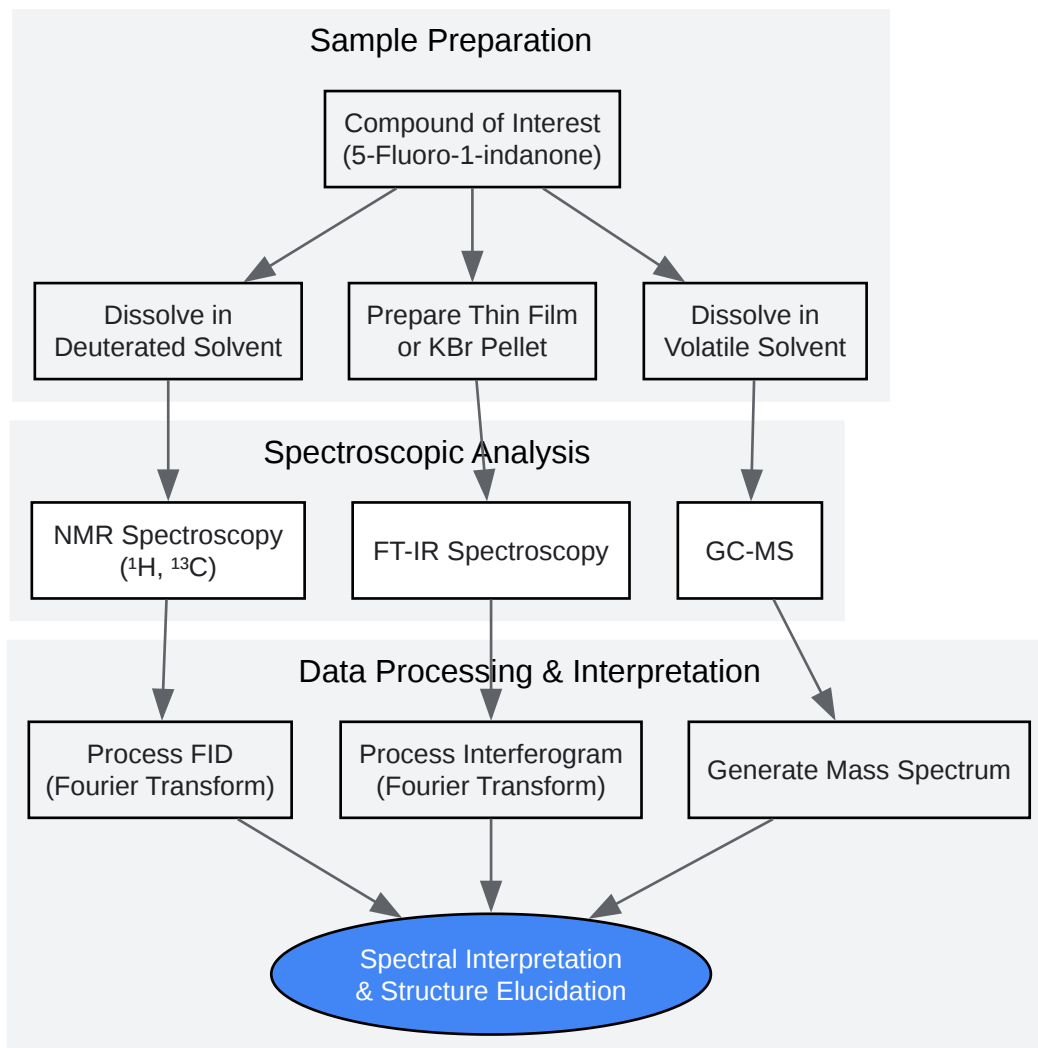 Sample Preparation
Compound of Interest
(5-Fluoro-1-indanone)
Dissolve in
Deuterated Solvent
Prepare Thin Film
or KBr Pellet
Dissolve in
Volatile Solvent
Spectroscopic Analysis
NMR Spectroscopy
(¹H, ¹³C)
FT-IR Spectroscopy
GC-MS
Data Processing & Interpretation
Process FID
(Fourier Transform)
Process Interferogram
(Fourier Transform)
Generate Mass Spectrum
Spectral Interpretation
& Structure Elucidation